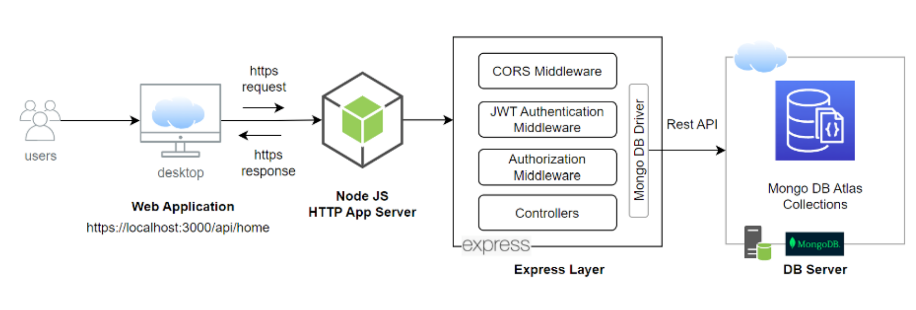 users
desktop
Web Application
https://localhost:3000/api/home
https
request
https
response
Node JS
HTTP App Server
CORS Middleware
JWT Authentication
Middleware
Authorization
Middleware
Controllers
Mongo DB Driver
express
Express Layer
Rest API
Mongo DB Atlas
Collections
MongoDB.
DB Server